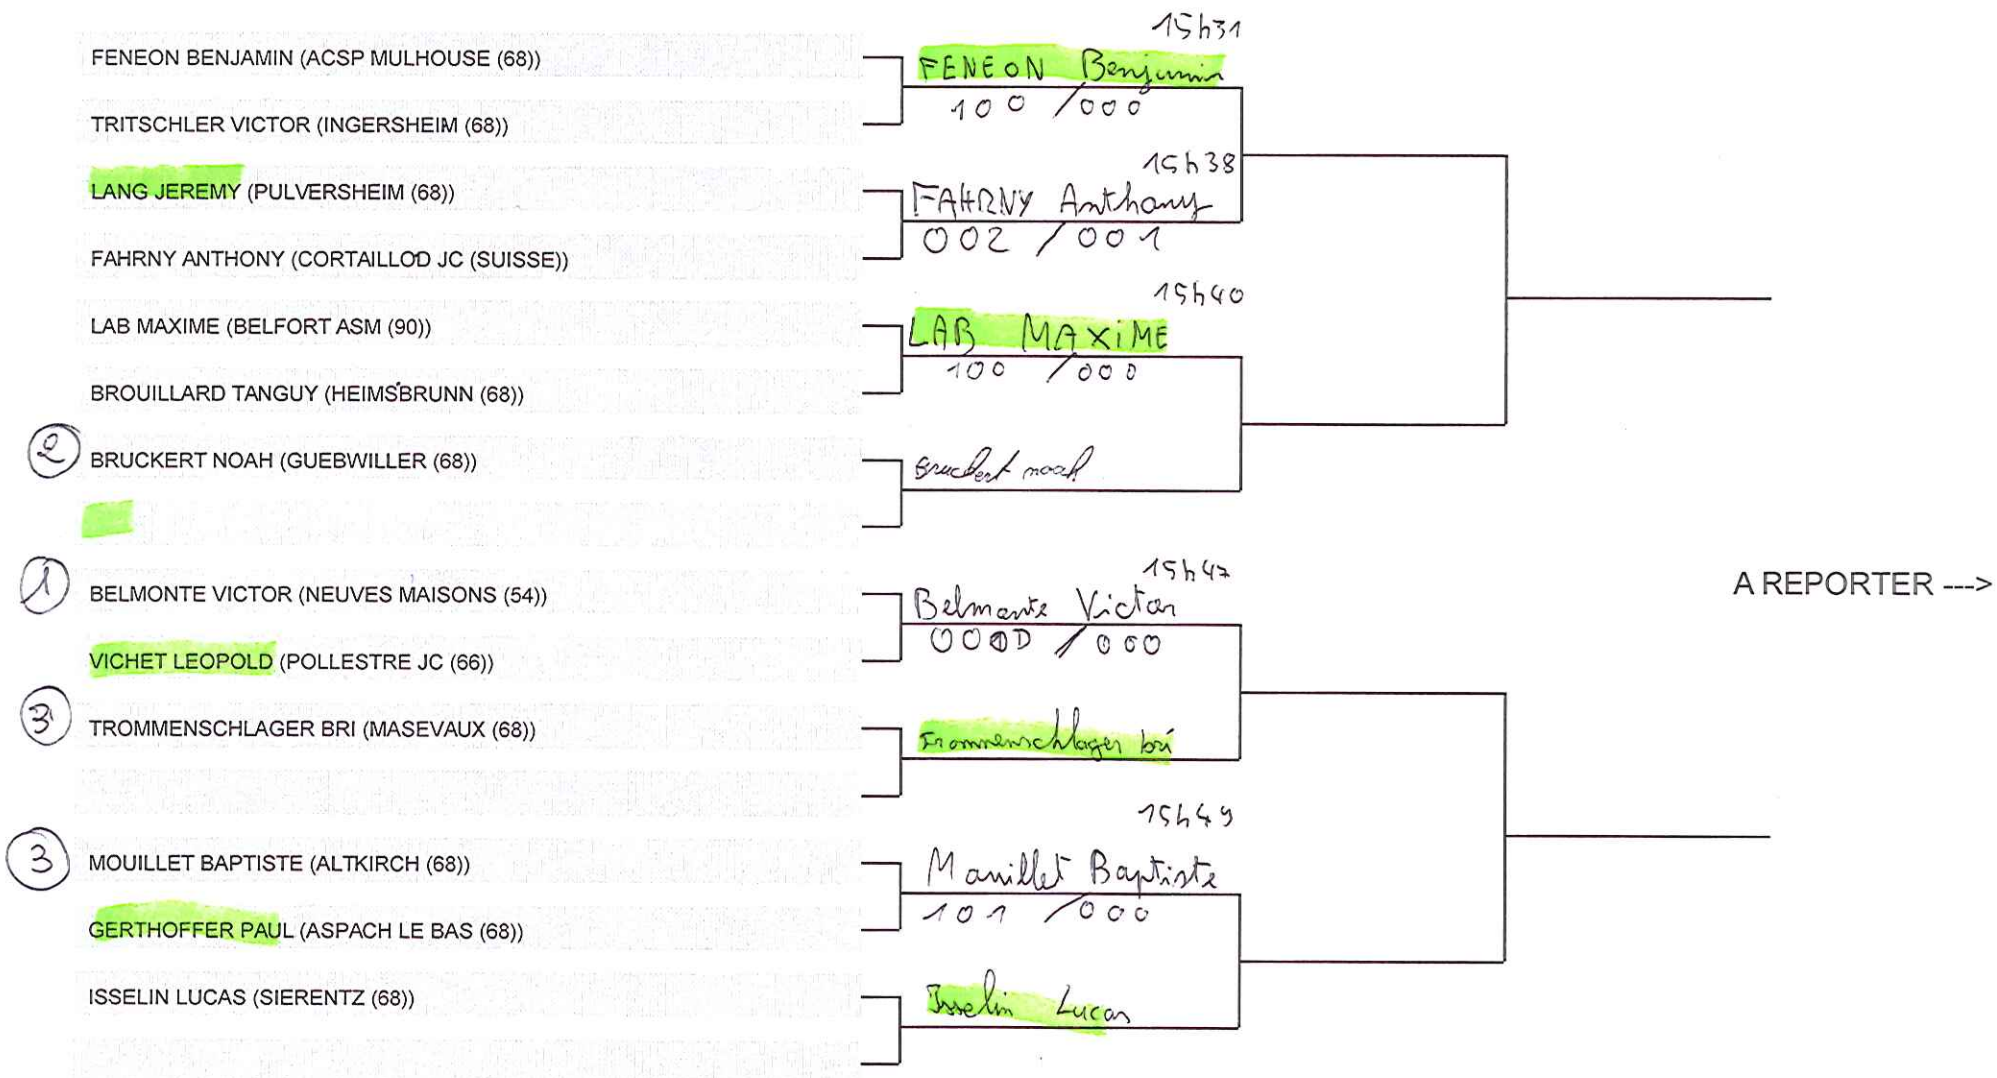 15h31
FENEON BENJAMIN (ACSP MULHOUSE (68))
FENEON Benjamin
100 / 000
TRITSCHLER VICTOR (INGERSHEIM (68))
15h38
LANG JEREMY (PULVERSHEIM (68))
FAHRNY Anthony
002 / 001
FAHRNY ANTHONY (CORTAILLOD JC (SUISSE))
15h40
LAB MAXIME (BELFORT ASM (90))
LAB MAXiME
100 / 000
BROUILLARD TANGUY (HEIMSBRUNN (68))
2 BRUCKERT NOAH (GUEBWILLER (68))
Bruckert noah
15h47
1 BELMONTE VICTOR (NEUVES MAISONS (54))
Belmonte Victor
/ 000
A REPORTER --->
VICHET LEOPOLD (POLLESTRE JC (66))
3 TROMMENSCHLAGER BRI (MASEVAUX (68))
Trommenschlager bri
15h49
3 MOUILLET BAPTISTE (ALTKIRCH (68))
Mouillet Baptiste
101 / 000
GERTHOFFER PAUL (ASPACH LE BAS (68))
ISSELIN LUCAS (SIERENTZ (68))
Isselin Lucas